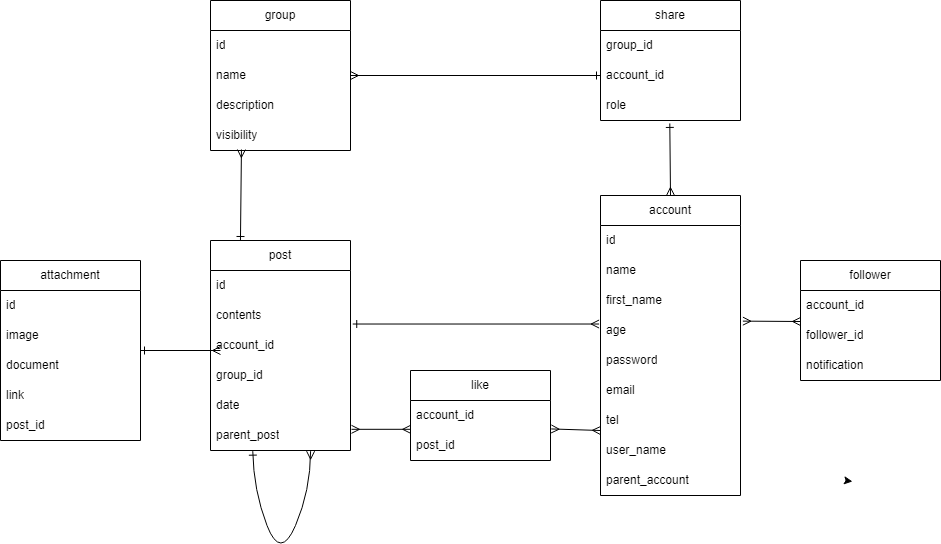 group
id
name
description
visibility
share
group_id
account_id
role
attachment
id
image
document
link
post_id
post
id
contents
account_id
group_id
date
parent_post
like
account_id
post_id
account
id
name
first_name
age
password
email
tel
user_name
parent_account
follower
account_id
follower_id
notification